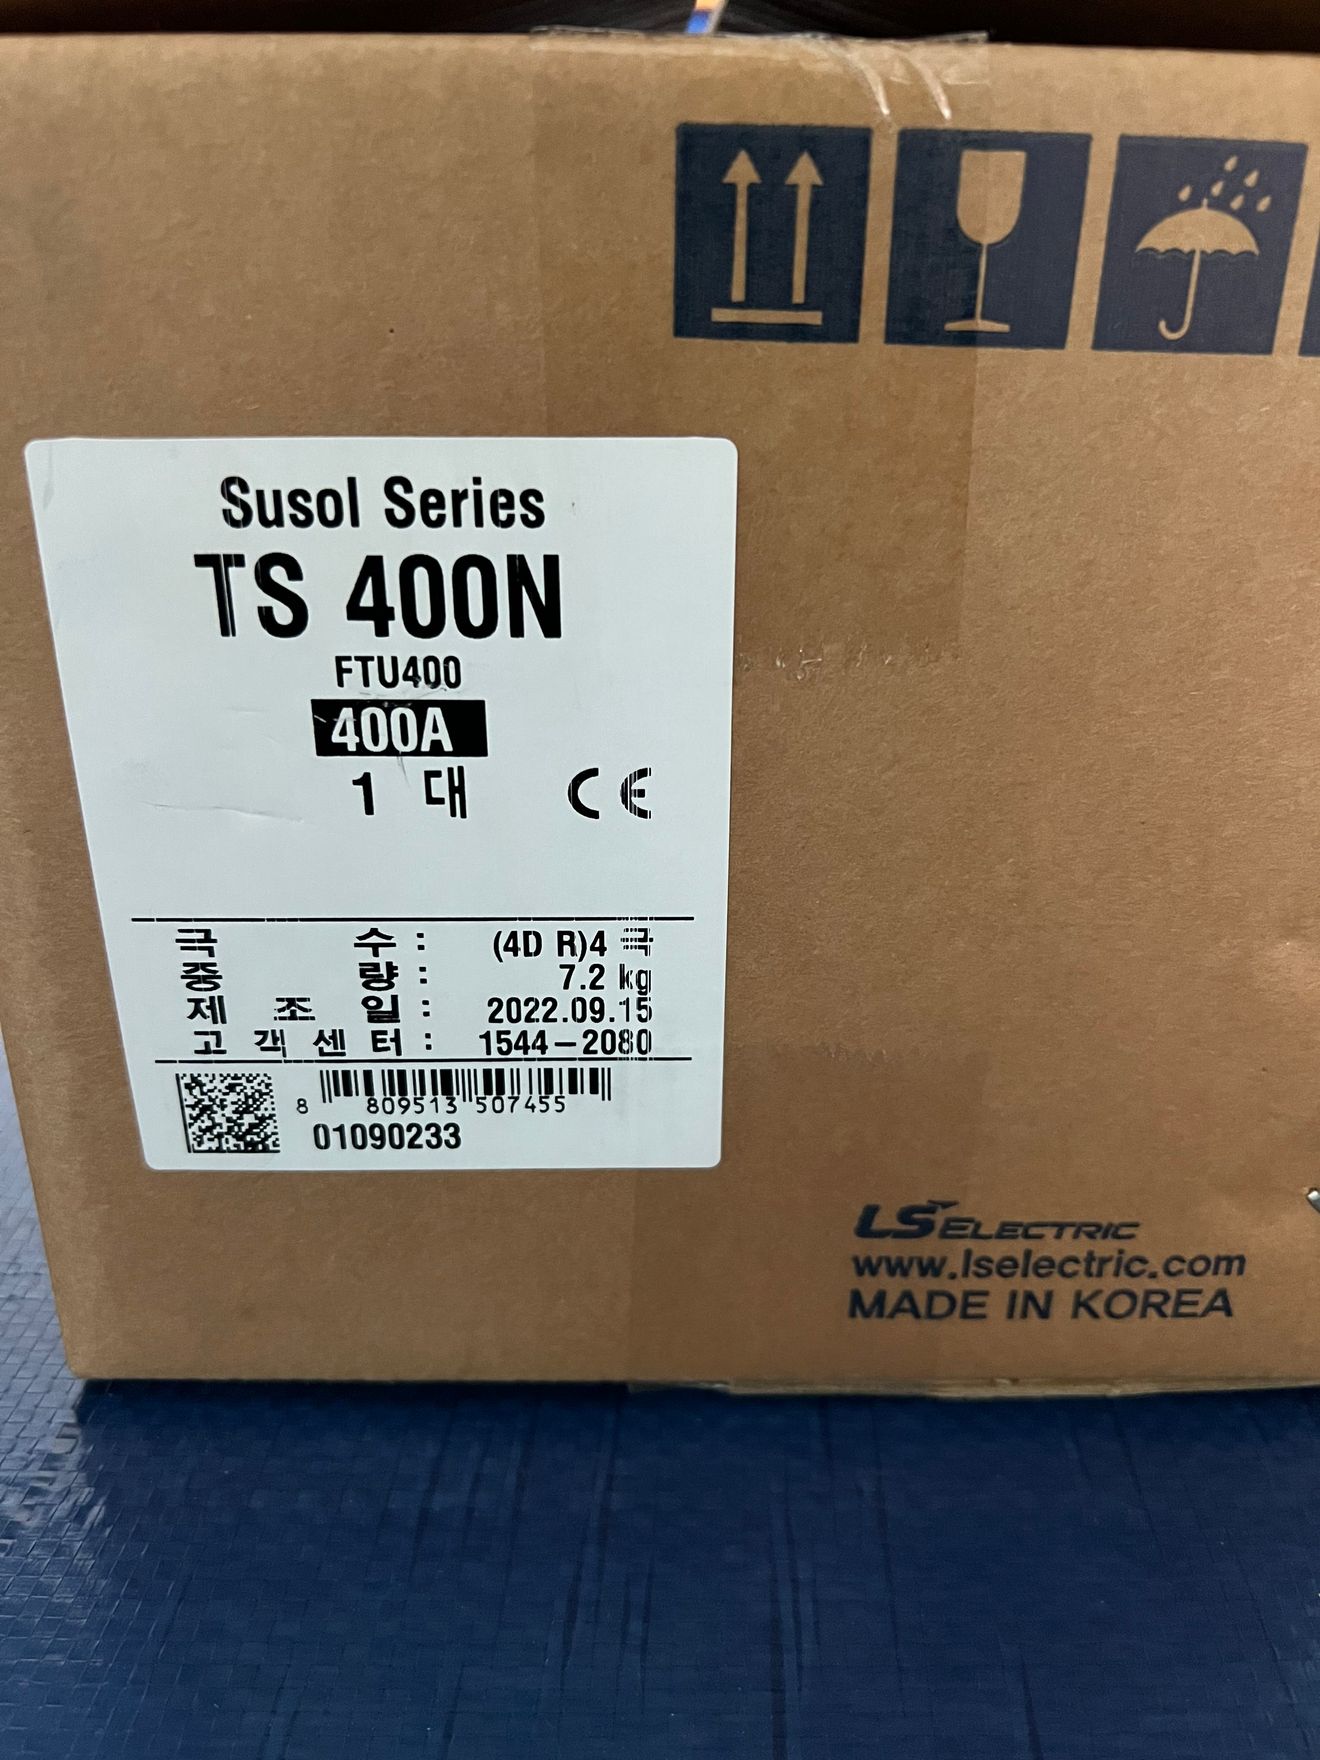 Susol Series
TS 400N
FTU400
400A
1 대
CE
극 수 : (4D R)4 극
중 량 : 7.2 kg
제 조 일 : 2022.09.15
고 객 센 터 : 1544-2080
8 809513 507455
01090233
LS ELECTRIC
www.lselectric.com
MADE IN KOREA